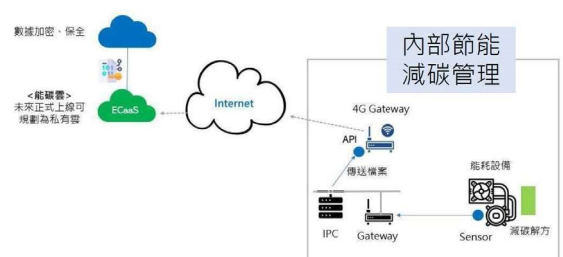 數據加密、保全
<能碳雲>
未來正式上線可
規劃為私有雲
ECaaS
Internet
內部節能
減碳管理
4G Gateway
API
傳送檔案
能耗設備
IPC
Gateway
Sensor
減碳解方